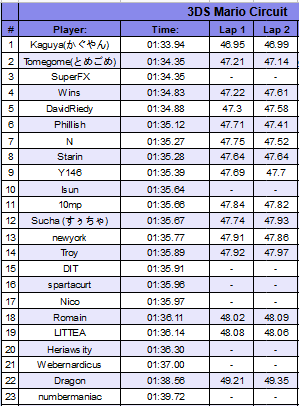 3DS Mario Circuit
# Player: Time: Lap 1 Lap 2
1 Kaguya(かぐやん) 01:33.94 46.95 46.99
2 Tomegome(とめごめ) 01:34.35 47.21 47.14
3 SuperFX 01:34.35 - -
4 Wins 01:34.83 47.22 47.61
5 DavidRiedy 01:34.88 47.3 47.58
6 Phillish 01:35.12 47.71 47.41
7 N 01:35.27 47.75 47.52
8 Starin 01:35.28 47.64 47.64
9 Y146 01:35.39 47.69 47.7
10 Isun 01:35.64 - -
11 10mp 01:35.66 47.84 47.82
12 Sucha (すぅちゃ) 01:35.67 47.74 47.93
13 newyork 01:35.77 47.91 47.86
14 Troy 01:35.89 47.92 47.97
15 DIT 01:35.91 - -
16 spartacurt 01:35.96 - -
17 Nico 01:35.97 - -
18 Romain 01:36.11 48.02 48.09
19 LITTEA 01:36.14 48.08 48.06
20 Heriawsity 01:36.30 - -
21 Webernardicus 01:37.00 - -
22 Dragon 01:38.56 49.21 49.35
23 numbermaniac 01:39.72 - -